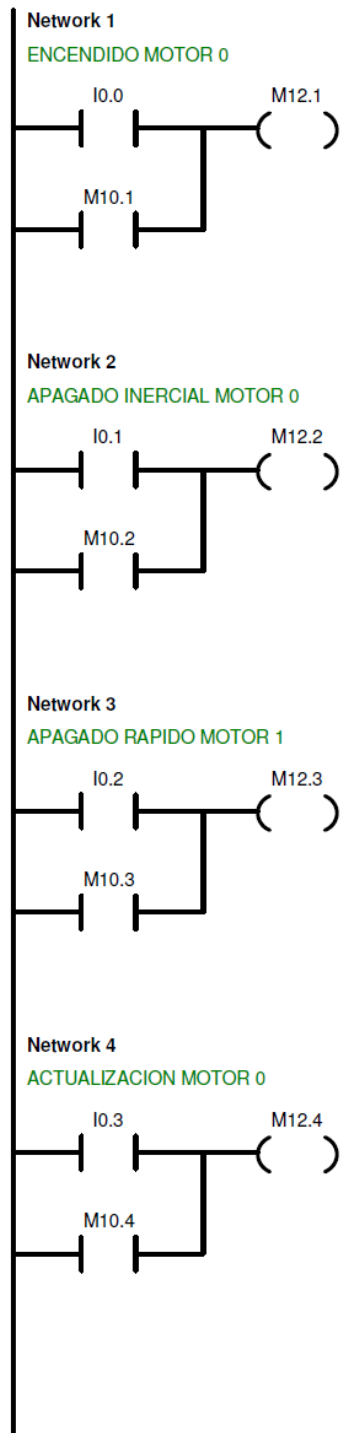 Network 1
ENCENDIDO MOTOR 0
I0.0 M12.1
M10.1
Network 2
APAGADO INERCIAL MOTOR 0
I0.1 M12.2
M10.2
Network 3
APAGADO RAPIDO MOTOR 1
I0.2 M12.3
M10.3
Network 4
ACTUALIZACION MOTOR 0
I0.3 M12.4
M10.4